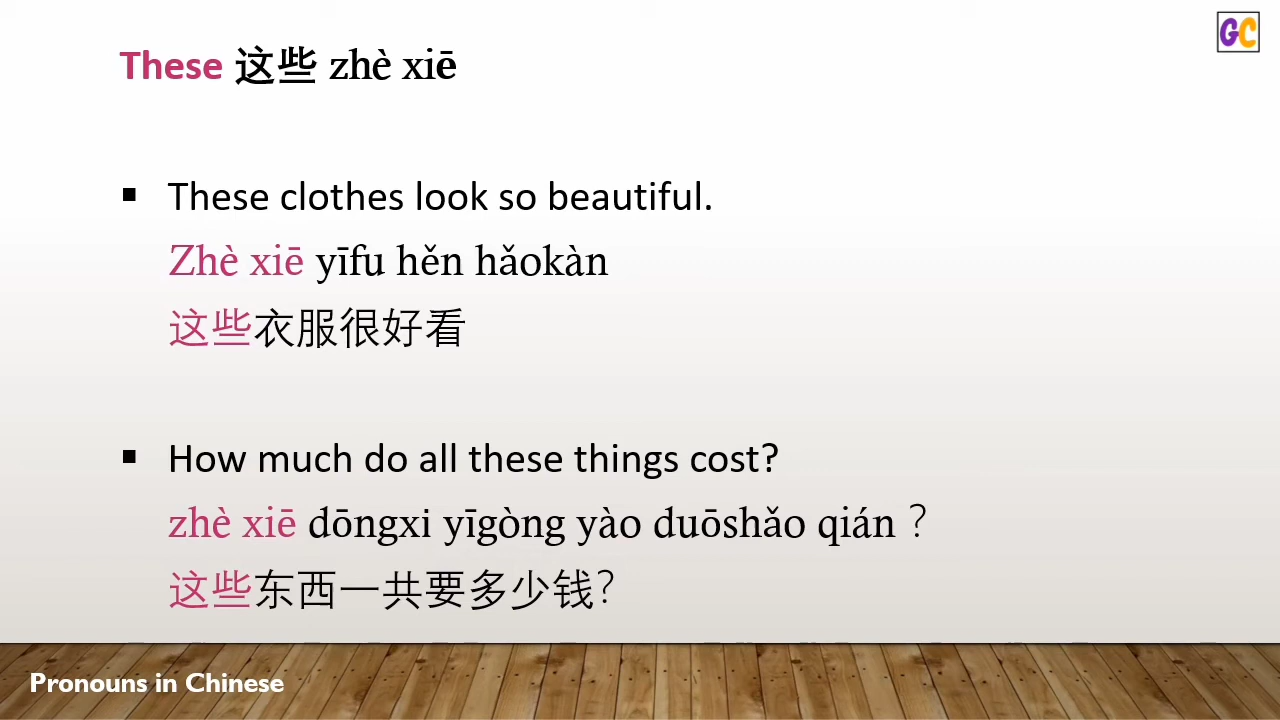 GC
These 这些 zhè xiē
▪ These clothes look so beautiful.
Zhè xiē yīfu hěn hǎokàn
这些衣服很好看
▪ How much do all these things cost?
zhè xiē dōngxi yīgòng yào duōshǎo qián？
这些东西一共要多少钱？
Pronouns in Chinese